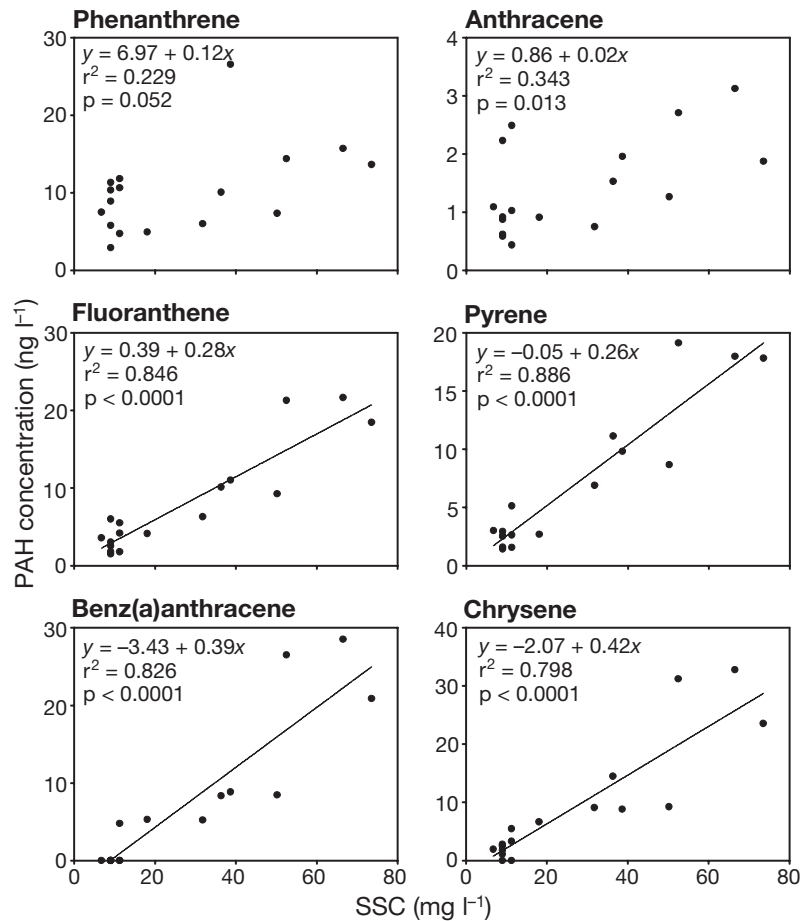 Phenanthrene
30
20
10
0
y = 6.97 + 0.12x
r² = 0.229
p = 0.052
Anthracene
4
3
2
1
0
y = 0.86 + 0.02x
r² = 0.343
p = 0.013
PAH concentration (ng l⁻¹)
Fluoranthene
30
20
10
0
y = 0.39 + 0.28x
r² = 0.846
p < 0.0001
Pyrene
20
15
10
5
0
y = –0.05 + 0.26x
r² = 0.886
p < 0.0001
Benz(a)anthracene
30
20
10
0
y = –3.43 + 0.39x
r² = 0.826
p < 0.0001
0 20 40 60 80
Chrysene
40
30
20
10
0
y = –2.07 + 0.42x
r² = 0.798
p < 0.0001
0 20 40 60 80
SSC (mg l⁻¹)